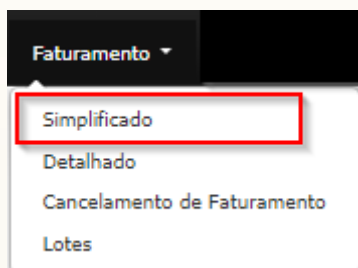 Faturamento
Simplificado
Detalhado
Cancelamento de Faturamento
Lotes